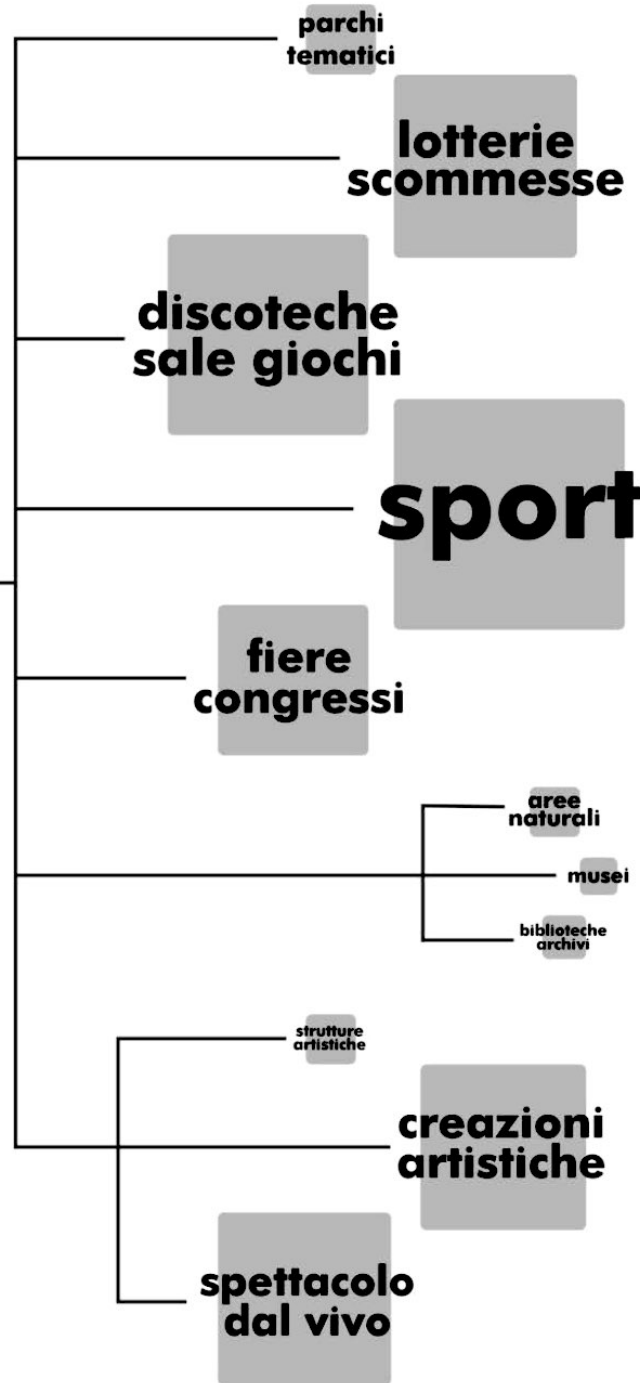 parchi
tematici
lotterie
scommesse
discoteche
sale giochi
sport
fiere
congressi
aree
naturali
musei
biblioteche
archivi
strutture
artistiche
creazioni
artistiche
spettacolo
dal vivo